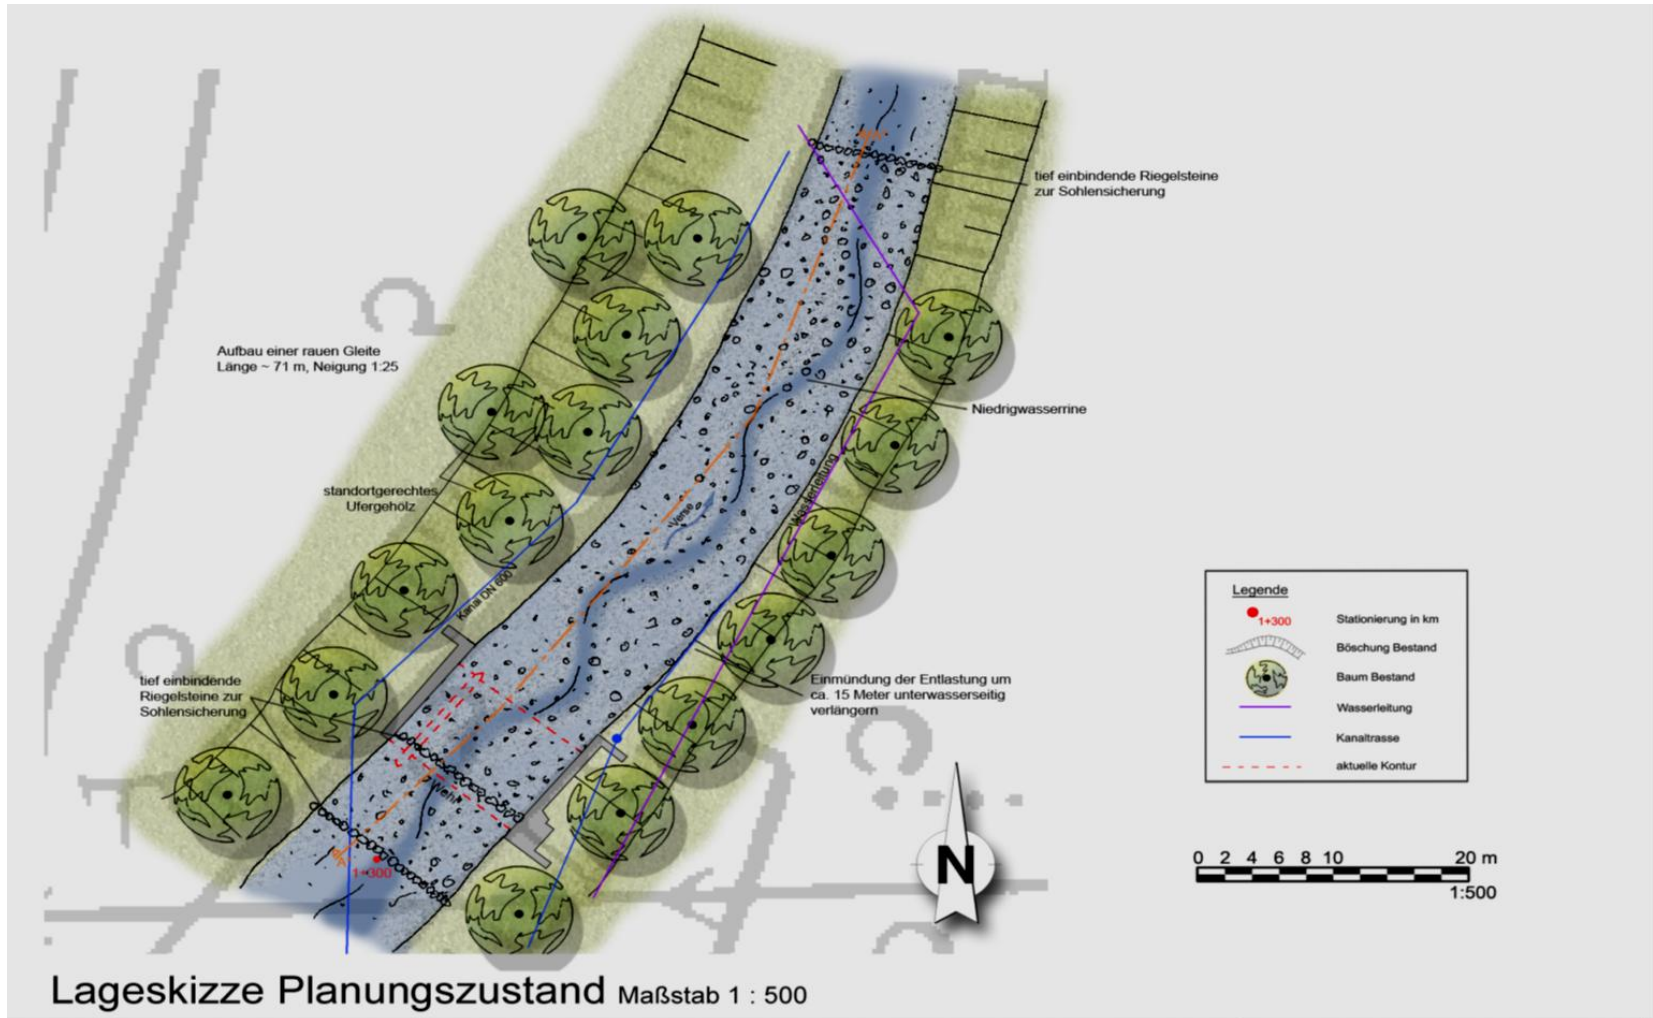 tief einbindende Riegelsteine
zur Sohlensicherung
Aufbau einer rauen Gleite
Länge ~ 71 m, Neigung 1:25
Niedrigwasserrine
Wasserleitung
standortgerechtes
Ufergehölz
Verse
Kanal DN 600
tief einbindende
Riegelsteine zur
Sohlensicherung
Einmündung der Entlastung um
ca. 15 Meter unterwasserseitig
verlängern
Wehr
1+300
Legende
1+300
Stationierung in km
Böschung Bestand
Baum Bestand
Wasserleitung
Kanaltrasse
aktuelle Kontur
N
0 2 4 6 8 10 20 m
1:500
Lageskizze Planungszustand Maßstab 1 : 500